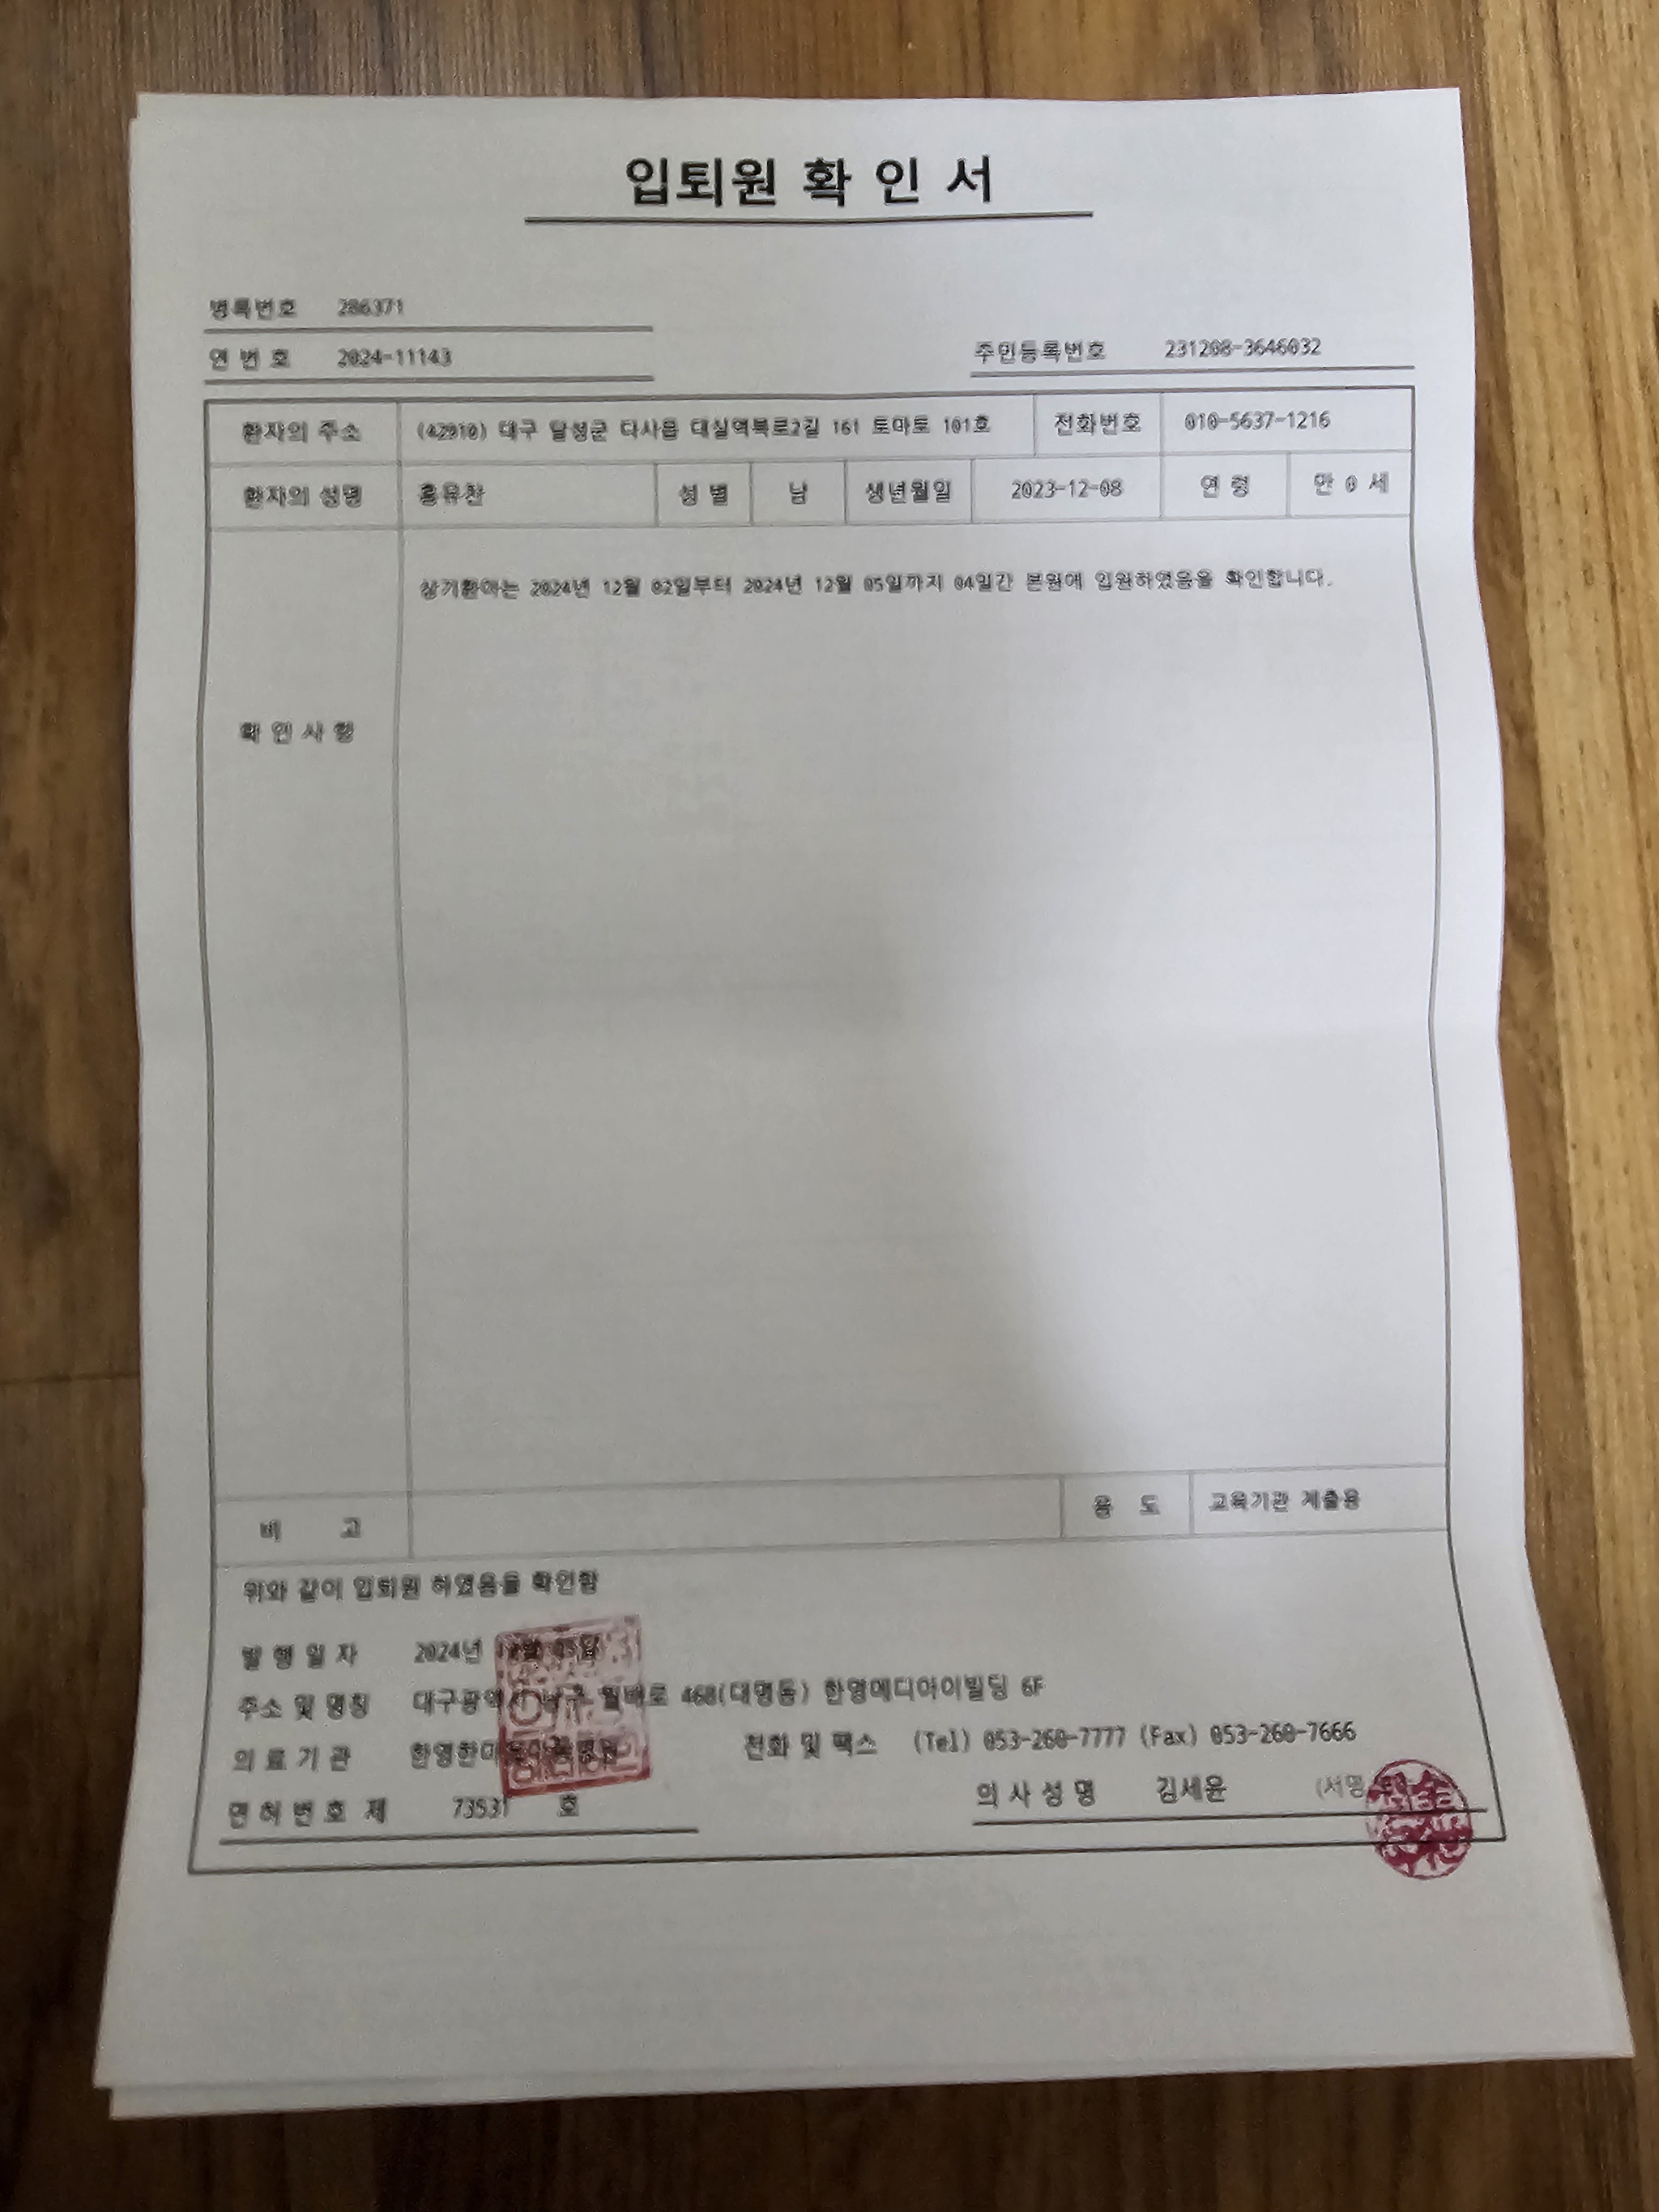 입퇴원 확 인 서
병록번호 286371
연 번 호 2024-11143
주민등록번호 231208-3646032
환자의 주소 (42910) 대구 달성군 다사읍 대실역북로2길 161 토마토 101호 전화번호 010-5637-1216
환자의 성명 홍유찬 성 별 남 생년월일 2023-12-08 연 령 만 0 세
상기환아는 2024년 12월 02일부터 2024년 12월 05일까지 04일간 본원에 입원하였음을 확인합니다.
확 인 사 항
비 고 용 도 교육기관 제출용
위와 같이 입퇴원 하였음을 확인함
발 행 일 자 2024년 05일
주소 및 명칭 대구광역시 남구 월배로 468(대명동) 한영메디아이빌딩 6F
의 료 기 관 전화 및 팩스 (Tel) 053-260-7777 (Fax) 053-260-7666
면 허 번 호 제 73531 호 의 사 성 명 김세윤 (서명